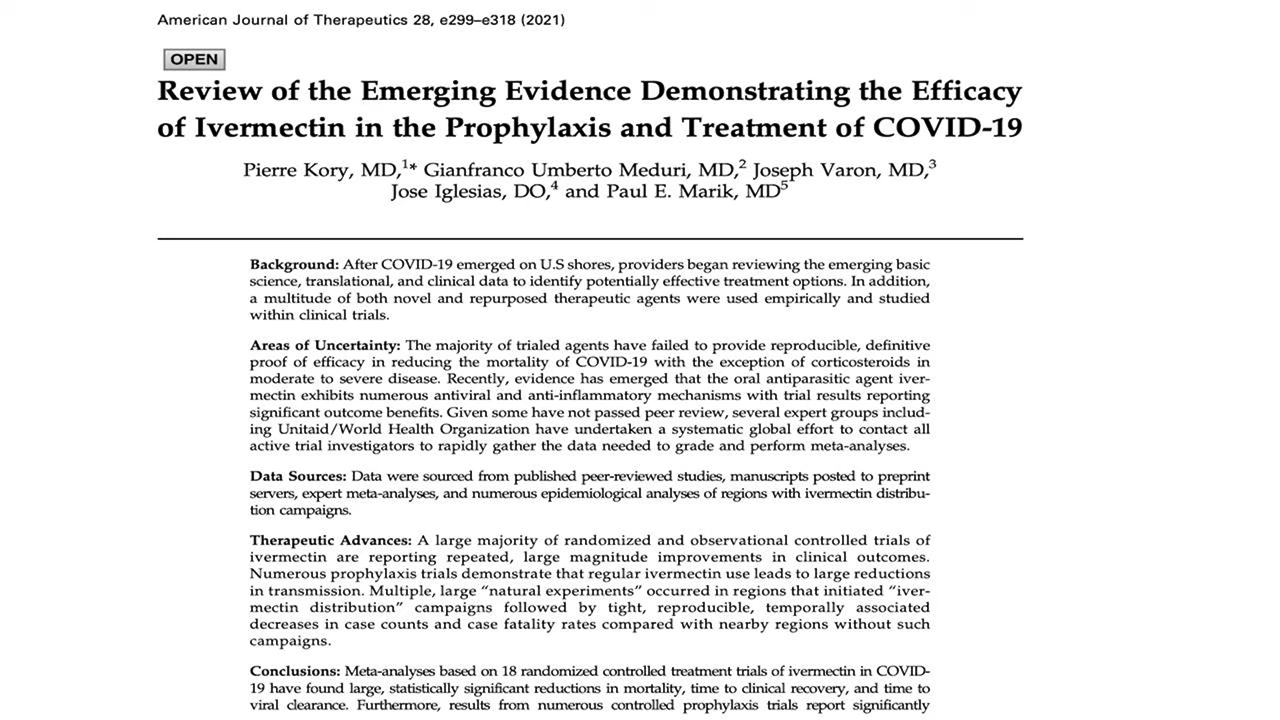 American Journal of Therapeutics 28, e299–e318 (2021)
OPEN
Review of the Emerging Evidence Demonstrating the Efficacy
of Ivermectin in the Prophylaxis and Treatment of COVID-19
Pierre Kory, MD,1* Gianfranco Umberto Meduri, MD,2 Joseph Varon, MD,3
Jose Iglesias, DO,4 and Paul E. Marik, MD5
Background: After COVID-19 emerged on U.S shores, providers began reviewing the emerging basic
science, translational, and clinical data to identify potentially effective treatment options. In addition,
a multitude of both novel and repurposed therapeutic agents were used empirically and studied
within clinical trials.
Areas of Uncertainty: The majority of trialed agents have failed to provide reproducible, definitive
proof of efficacy in reducing the mortality of COVID-19 with the exception of corticosteroids in
moderate to severe disease. Recently, evidence has emerged that the oral antiparasitic agent iver-
mectin exhibits numerous antiviral and anti-inflammatory mechanisms with trial results reporting
significant outcome benefits. Given some have not passed peer review, several expert groups includ-
ing Unitaid/World Health Organization have undertaken a systematic global effort to contact all
active trial investigators to rapidly gather the data needed to grade and perform meta-analyses.
Data Sources: Data were sourced from published peer-reviewed studies, manuscripts posted to preprint
servers, expert meta-analyses, and numerous epidemiological analyses of regions with ivermectin distribu-
tion campaigns.
Therapeutic Advances: A large majority of randomized and observational controlled trials of
ivermectin are reporting repeated, large magnitude improvements in clinical outcomes.
Numerous prophylaxis trials demonstrate that regular ivermectin use leads to large reductions
in transmission. Multiple, large “natural experiments” occurred in regions that initiated “iver-
mectin distribution” campaigns followed by tight, reproducible, temporally associated
decreases in case counts and case fatality rates compared with nearby regions without such
campaigns.
Conclusions: Meta-analyses based on 18 randomized controlled treatment trials of ivermectin in COVID-
19 have found large, statistically significant reductions in mortality, time to clinical recovery, and time to
viral clearance. Furthermore, results from numerous controlled prophylaxis trials report significantly